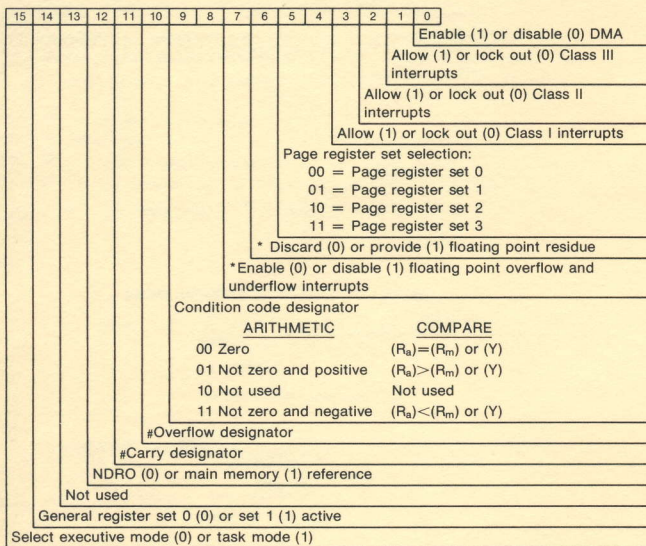 15 14 13 12 11 10 9 8 7 6 5 4 3 2 1 0
Enable (1) or disable (0) DMA
Allow (1) or lock out (0) Class III
interrupts
Allow (1) or lock out (0) Class II
interrupts
Allow (1) or lock out (0) Class I interrupts
Page register set selection:
00 = Page register set 0
01 = Page register set 1
10 = Page register set 2
11 = Page register set 3
* Discard (0) or provide (1) floating point residue
*Enable (0) or disable (1) floating point overflow and
underflow interrupts
Condition code designator
ARITHMETIC COMPARE
00 Zero (Ra)=(Rm) or (Y)
01 Not zero and positive (Ra)>(Rm) or (Y)
10 Not used Not used
11 Not zero and negative (Ra)<(Rm) or (Y)
#Overflow designator
#Carry designator
NDRO (0) or main memory (1) reference
Not used
General register set 0 (0) or set 1 (1) active
Select executive mode (0) or task mode (1)